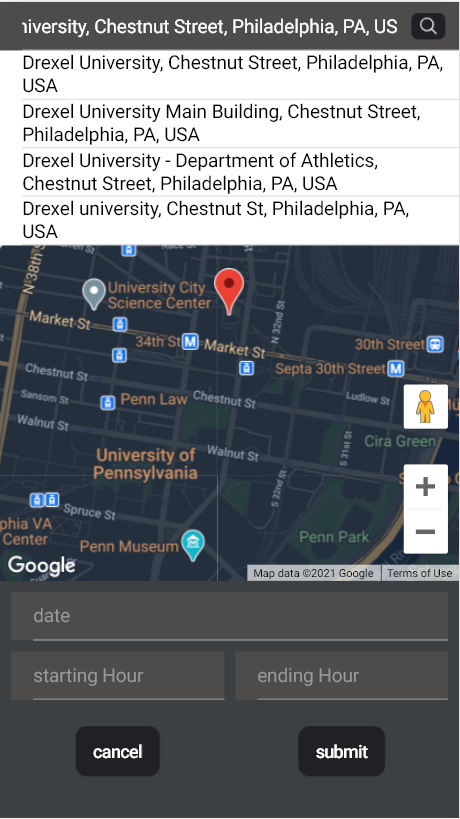 iversity, Chestnut Street, Philadelphia, PA, US
Drexel University, Chestnut Street, Philadelphia, PA,
USA
Drexel University Main Building, Chestnut Street,
Philadelphia, PA, USA
Drexel University - Department of Athletics,
Chestnut Street, Philadelphia, PA, USA
Drexel university, Chestnut St, Philadelphia, PA,
USA
Race St
N 38th S
University City
Science Center
N 32nd St
Market St
34th St
M
Market St
30th Street
Septa 30th Street
M
Chestnut St
Sansom St
Penn Law
Chestnut St
Ludlow St
Walnut St
S 31st St
Cira Green
University of
Pennsylvania
Walnut St
S 32nd St
Spruce St
phia VA
Center
Penn Museum
Penn Park
Google
Map data ©2021 Google
Terms of Use
date
starting Hour
ending Hour
cancel
submit